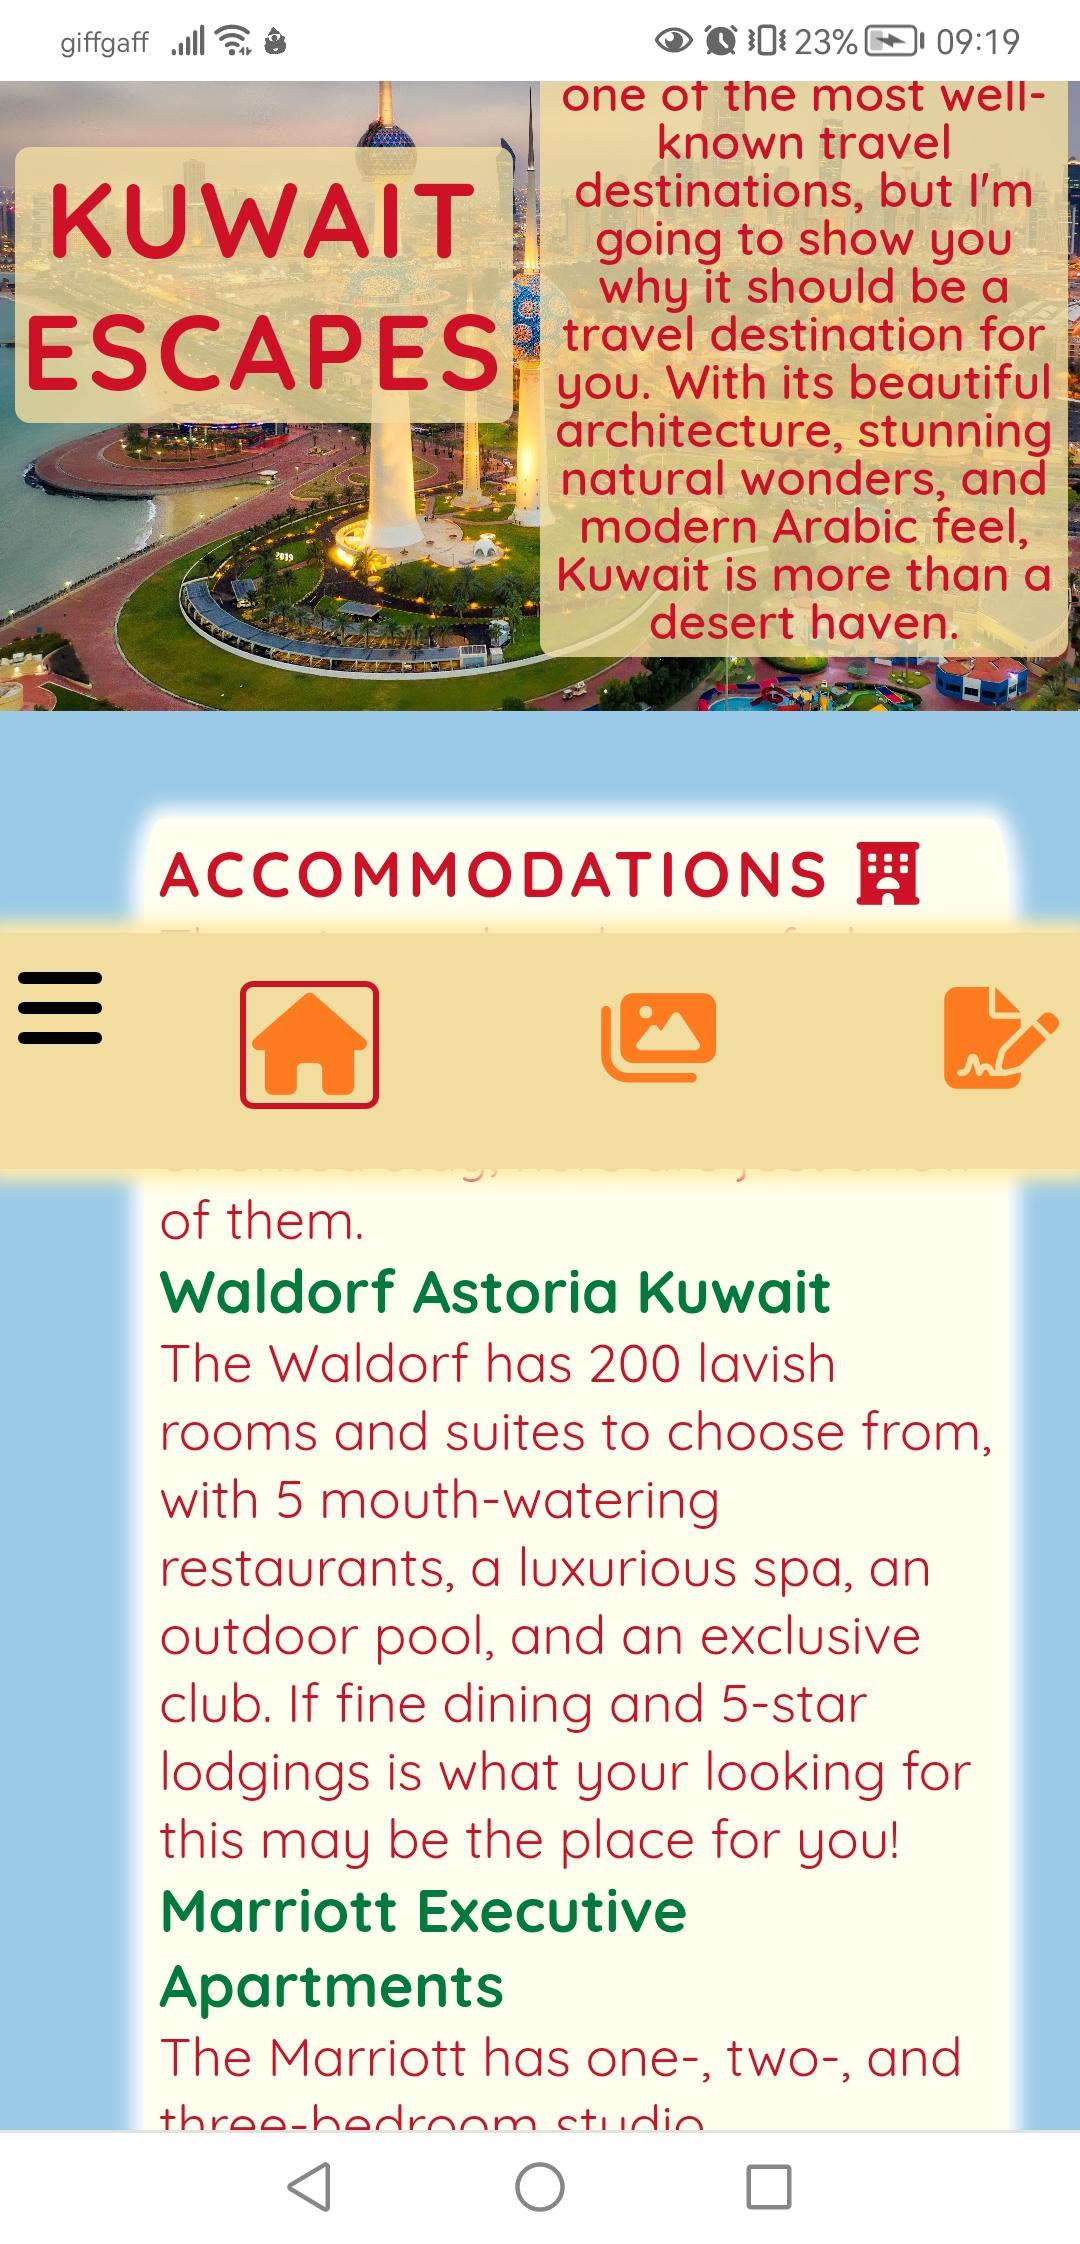 giffgaff
23% 09:19
KUWAIT
ESCAPES
one of the most well-
known travel
destinations, but I'm
going to show you
why it should be a
travel destination for
you. With its beautiful
architecture, stunning
natural wonders, and
modern Arabic feel,
Kuwait is more than a
desert haven.
2019
ACCOMMODATIONS
of them.
Waldorf Astoria Kuwait
The Waldorf has 200 lavish
rooms and suites to choose from,
with 5 mouth-watering
restaurants, a luxurious spa, an
outdoor pool, and an exclusive
club. If fine dining and 5-star
lodgings is what your looking for
this may be the place for you!
Marriott Executive
Apartments
The Marriott has one-, two-, and
three-bedroom studio